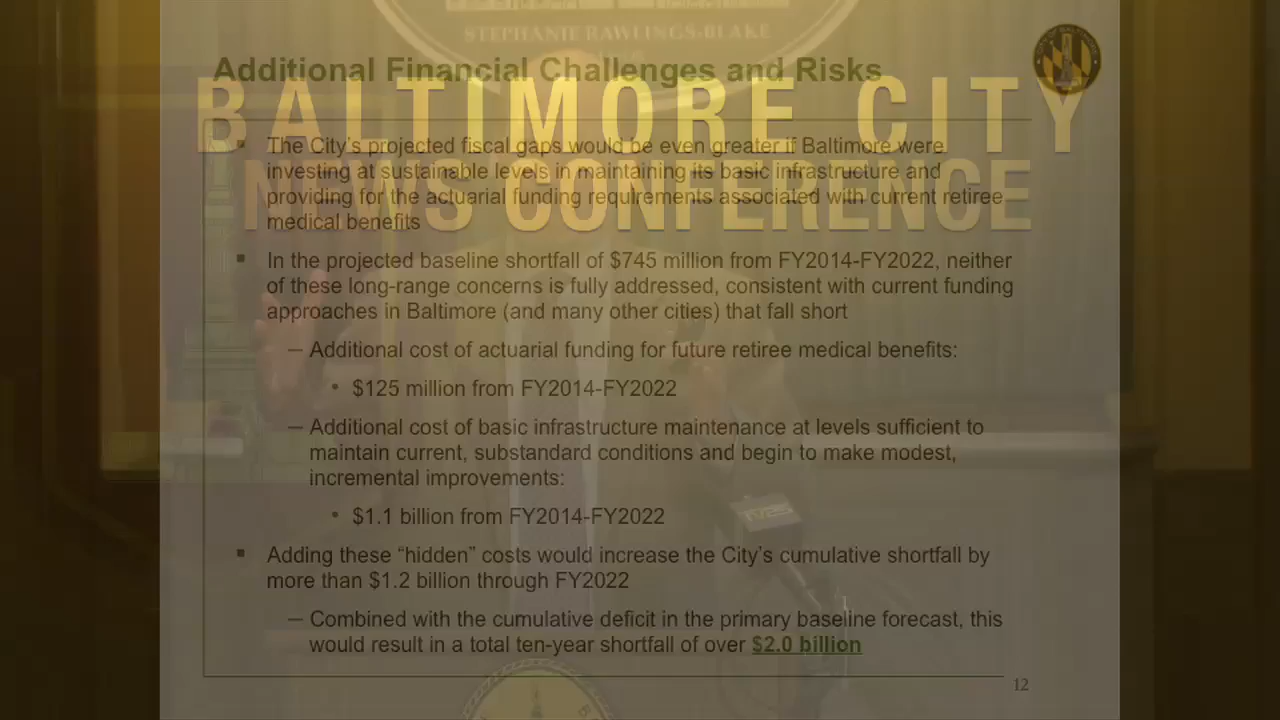 STEPHANIE RAWLINGS-BLAKE
Additional Financial Challenges and Risks
BALTIMORE CITY
NEWS CONFERENCE
▪ The City's projected fiscal gaps would be even greater if Baltimore were
investing at sustainable levels in maintaining its basic infrastructure and
providing for the actuarial funding requirements associated with current retiree
medical benefits
▪ In the projected baseline shortfall of $745 million from FY2014-FY2022, neither
of these long-range concerns is fully addressed, consistent with current funding
approaches in Baltimore (and many other cities) that fall short
– Additional cost of actuarial funding for future retiree medical benefits:
• $125 million from FY2014-FY2022
– Additional cost of basic infrastructure maintenance at levels sufficient to
maintain current, substandard conditions and begin to make modest,
incremental improvements:
• $1.1 billion from FY2014-FY2022
TV25
▪ Adding these “hidden” costs would increase the City's cumulative shortfall by
more than $1.2 billion through FY2022
– Combined with the cumulative deficit in the primary baseline forecast, this
would result in a total ten-year shortfall of over $2.0 billion
12